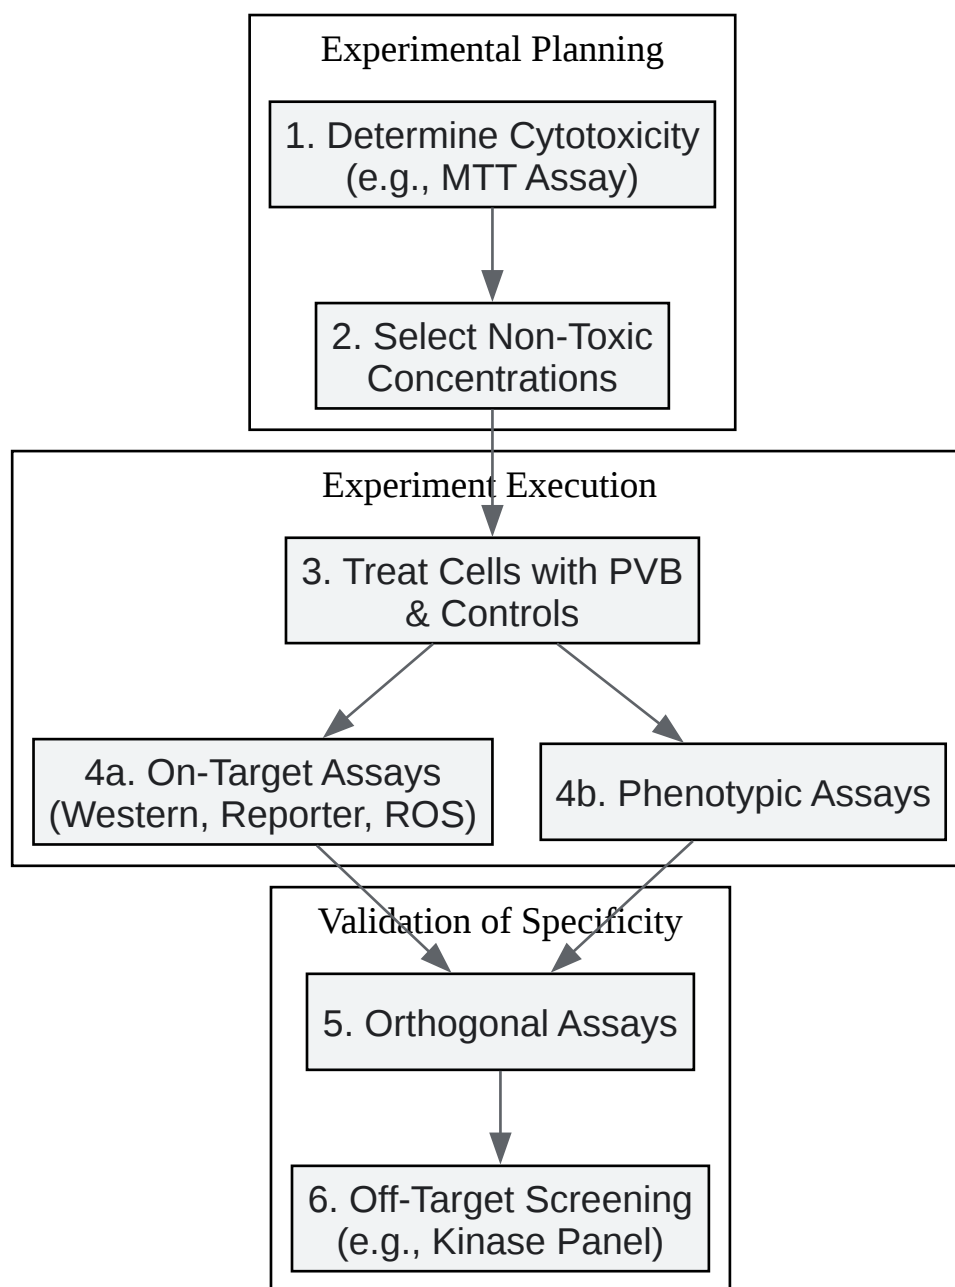 Experimental Planning
1. Determine Cytotoxicity
(e.g., MTT Assay)
2. Select Non-Toxic
Concentrations
Experiment Execution
3. Treat Cells with PVB
& Controls
4a. On-Target Assays
(Western, Reporter, ROS)
4b. Phenotypic Assays
Validation of Specificity
5. Orthogonal Assays
6. Off-Target Screening
(e.g., Kinase Panel)